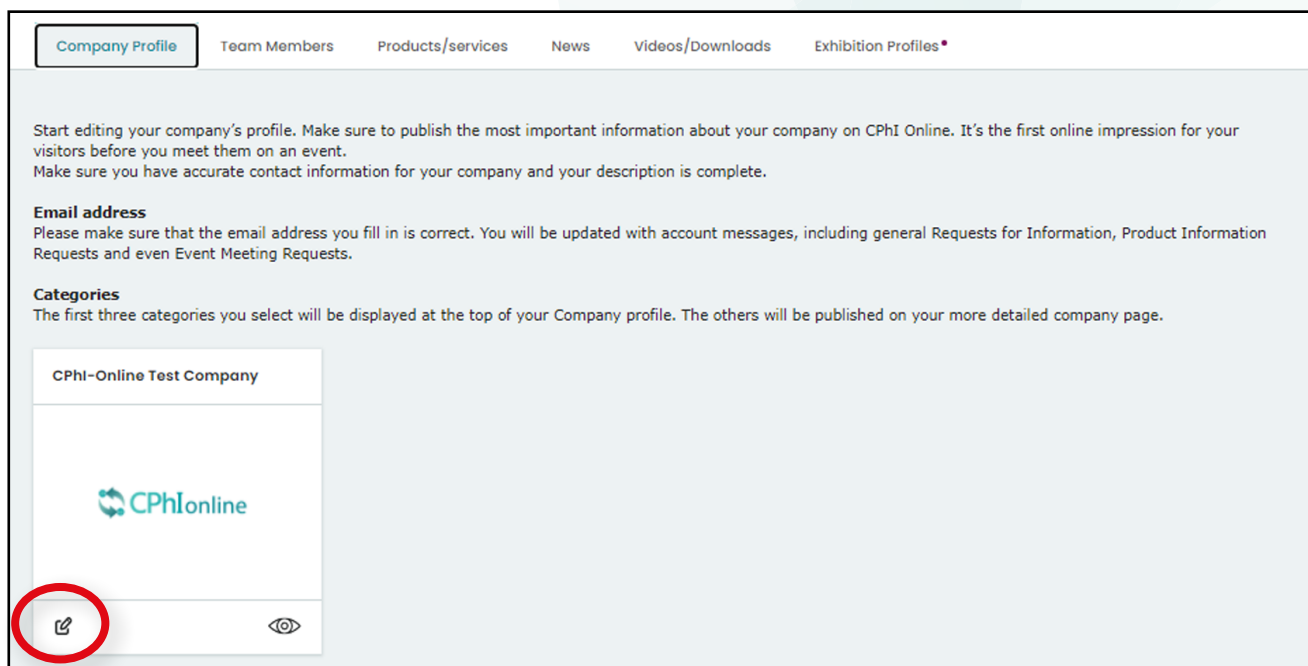 Company Profile Team Members Products/services News Videos/Downloads Exhibition Profiles
Start editing your company’s profile. Make sure to publish the most important information about your company on CPhI Online. It’s the first online impression for your
visitors before you meet them on an event.
Make sure you have accurate contact information for your company and your description is complete.
Email address
Please make sure that the email address you fill in is correct. You will be updated with account messages, including general Requests for Information, Product Information
Requests and even Event Meeting Requests.
Categories
The first three categories you select will be displayed at the top of your Company profile. The others will be published on your more detailed company page.
CPhI-Online Test Company
CPhIonline